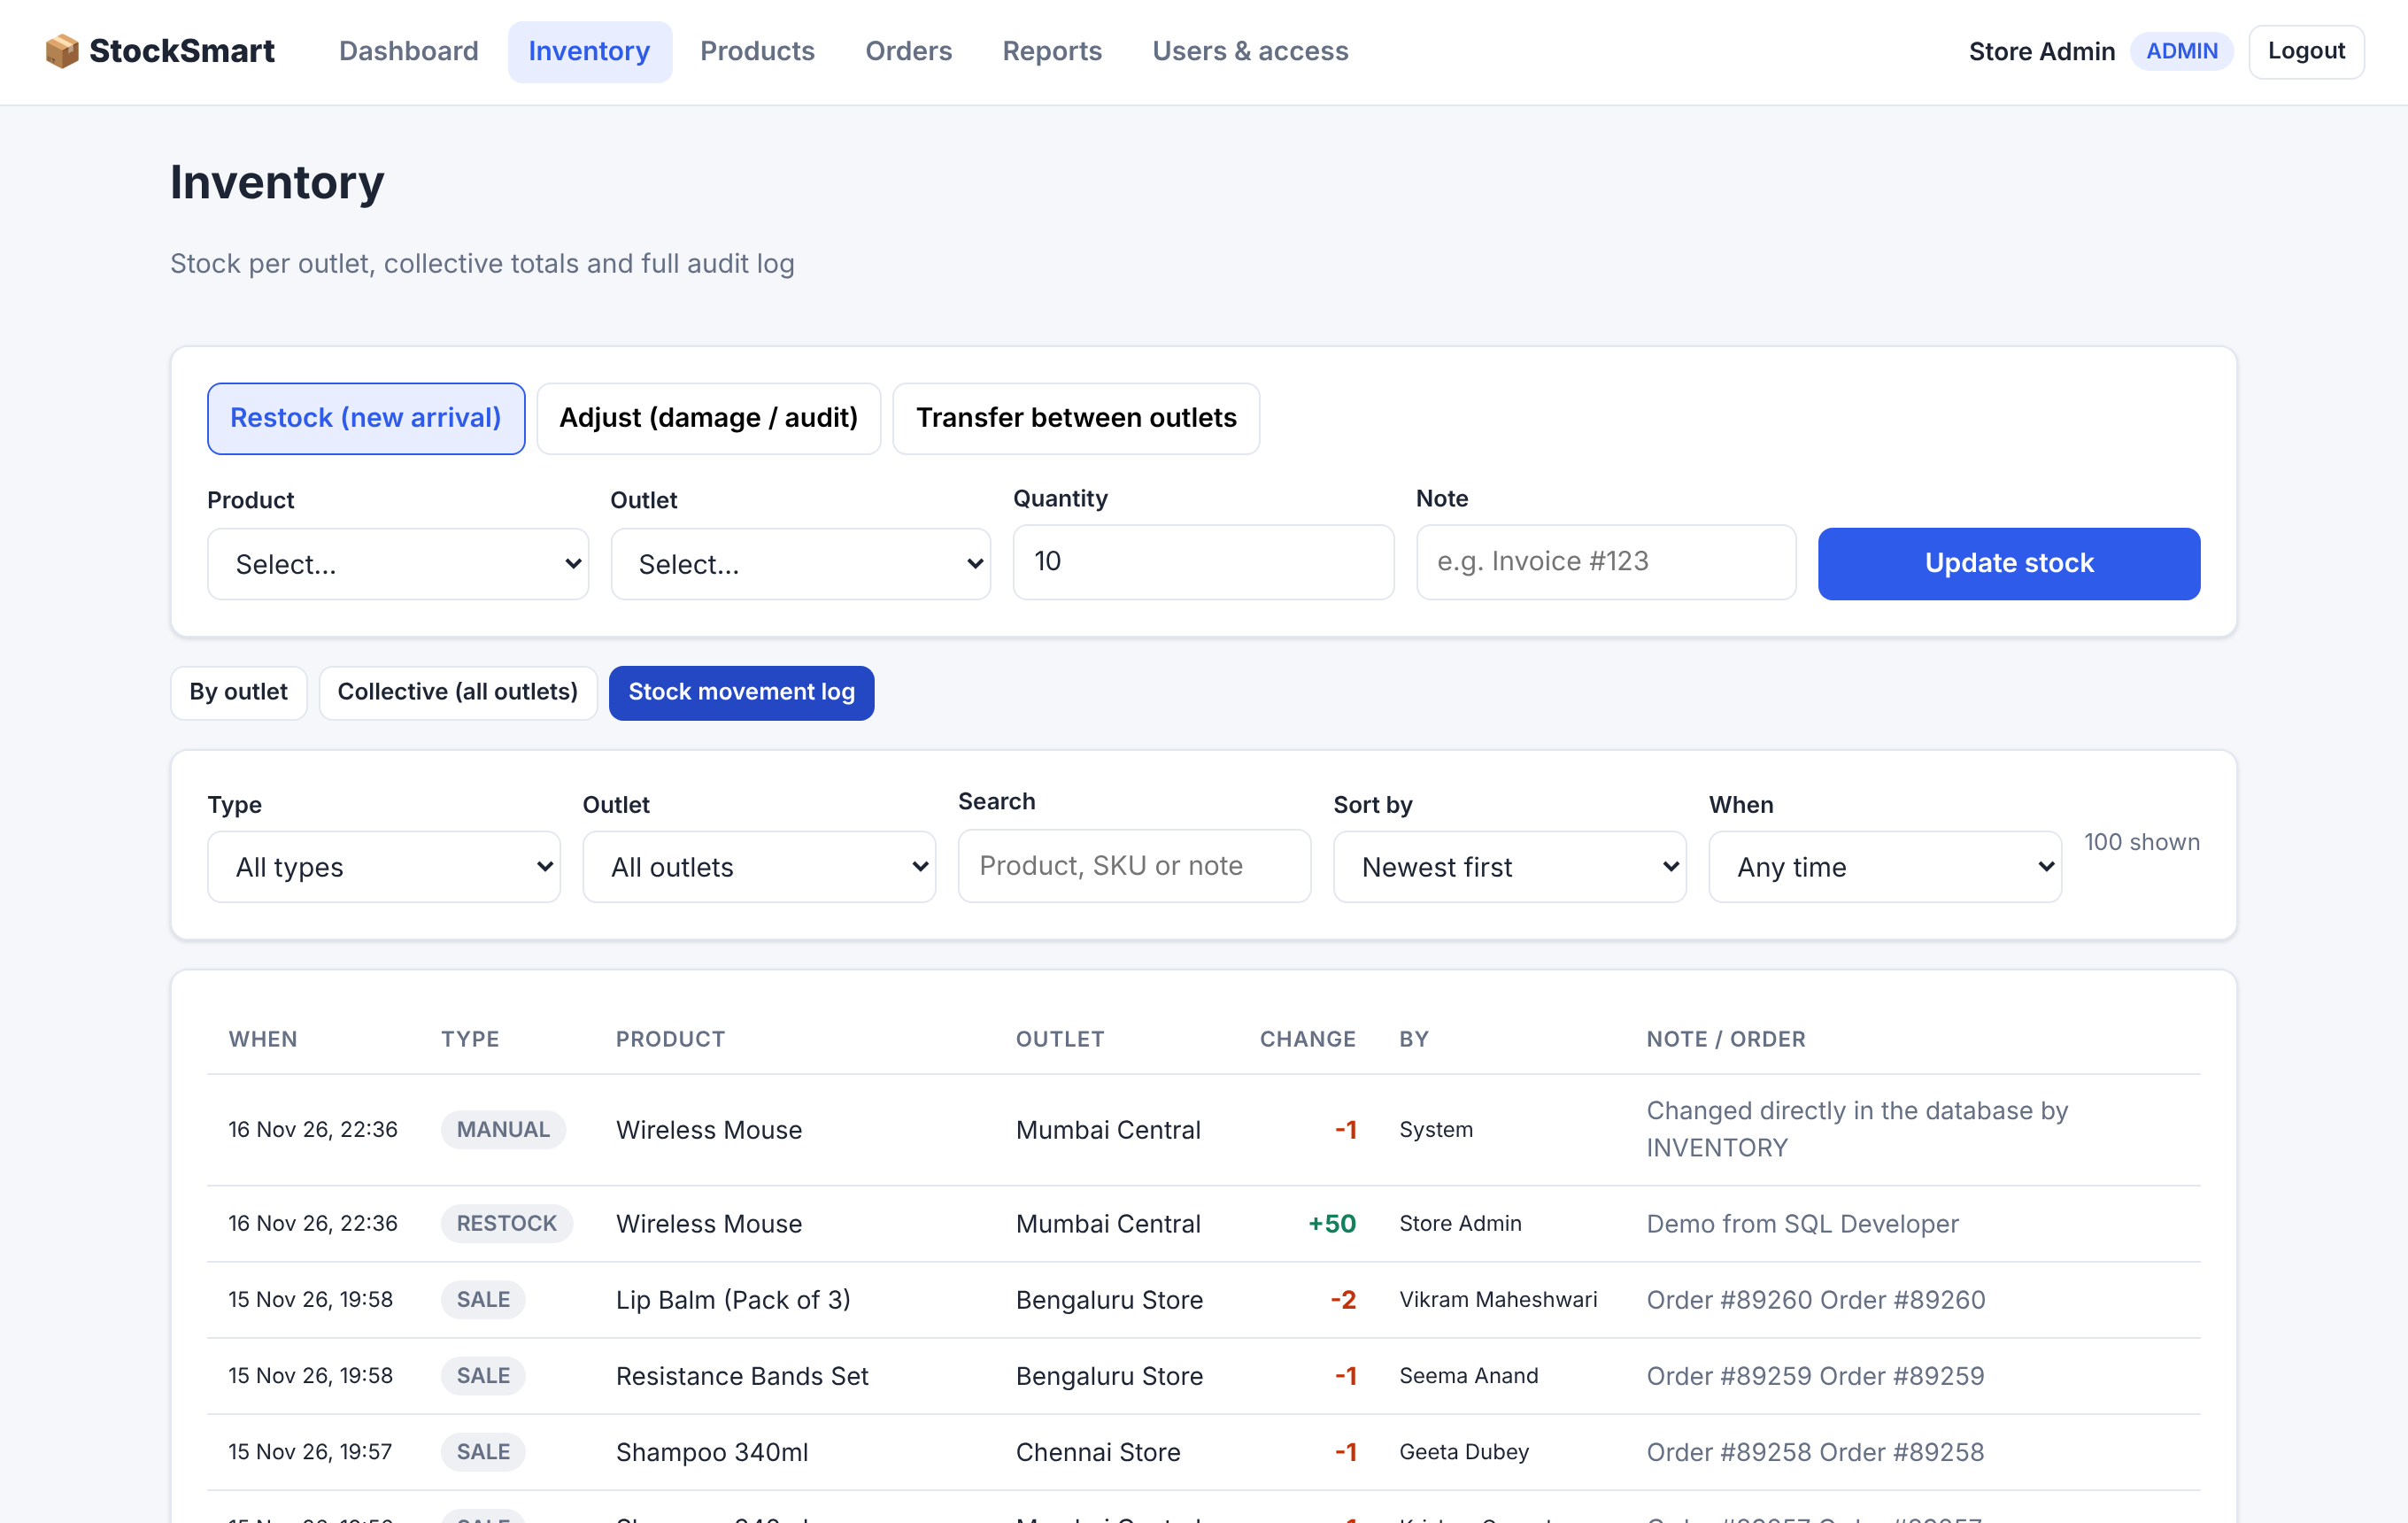 📦 StockSmart Dashboard Inventory Products Orders Reports Users & access Store Admin ADMIN Logout
Inventory
Stock per outlet, collective totals and full audit log
Restock (new arrival) Adjust (damage / audit) Transfer between outlets
Product Outlet Quantity Note
Select... Select... 10 e.g. Invoice #123 Update stock
By outlet Collective (all outlets) Stock movement log
Type Outlet Search Sort by When
All types All outlets Product, SKU or note Newest first Any time 100 shown
WHEN TYPE PRODUCT OUTLET CHANGE BY NOTE / ORDER
16 Nov 26, 22:36 MANUAL Wireless Mouse Mumbai Central -1 System Changed directly in the database by
INVENTORY
16 Nov 26, 22:36 RESTOCK Wireless Mouse Mumbai Central +50 Store Admin Demo from SQL Developer
15 Nov 26, 19:58 SALE Lip Balm (Pack of 3) Bengaluru Store -2 Vikram Maheshwari Order #89260 Order #89260
15 Nov 26, 19:58 SALE Resistance Bands Set Bengaluru Store -1 Seema Anand Order #89259 Order #89259
15 Nov 26, 19:57 SALE Shampoo 340ml Chennai Store -1 Geeta Dubey Order #89258 Order #89258